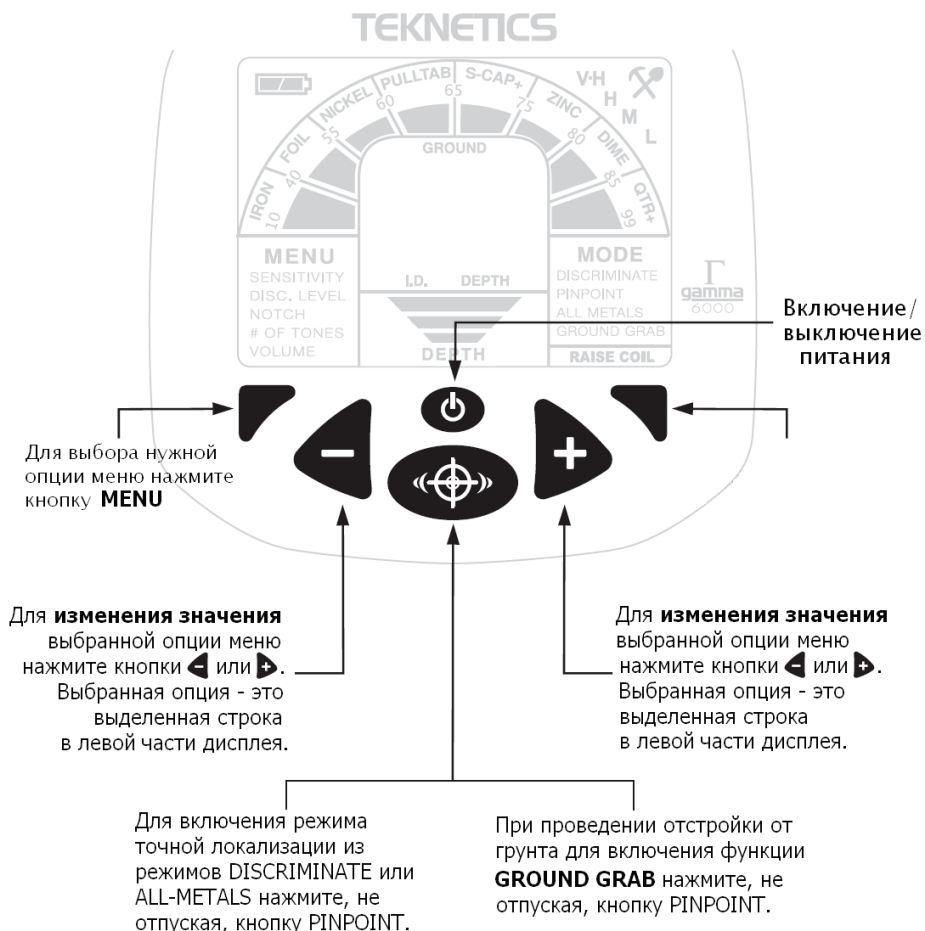 TEKNETICS
IRON
FOIL
NICKEL
PULLTAB
S-CAP+
ZINC
DIME
QTR+
10
40
55
60
65
75
80
85
99
V·H
H
M
L
GROUND
MENU
SENSITIVITY
DISC. LEVEL
NOTCH
# OF TONES
VOLUME
I.D. DEPTH
DEPTH
MODE
DISCRIMINATE
PINPOINT
ALL METALS
GROUND GRAB
RAISE COIL
Γ
gamma
6000
Включение/
выключение
питания
Для выбора нужной
опции меню нажмите
кнопку MENU
Для изменения значения
выбранной опции меню
нажмите кнопки - или +.
Выбранная опция - это
выделенная строка
в левой части дисплея.
Для изменения значения
выбранной опции меню
нажмите кнопки - или +.
Выбранная опция - это
выделенная строка
в левой части дисплея.
Для включения режима
точной локализации из
режимов DISCRIMINATE или
ALL-METALS нажмите, не
отпуская, кнопку PINPOINT.
При проведении отстройки от
грунта для включения функции
GROUND GRAB нажмите, не
отпуская, кнопку PINPOINT.